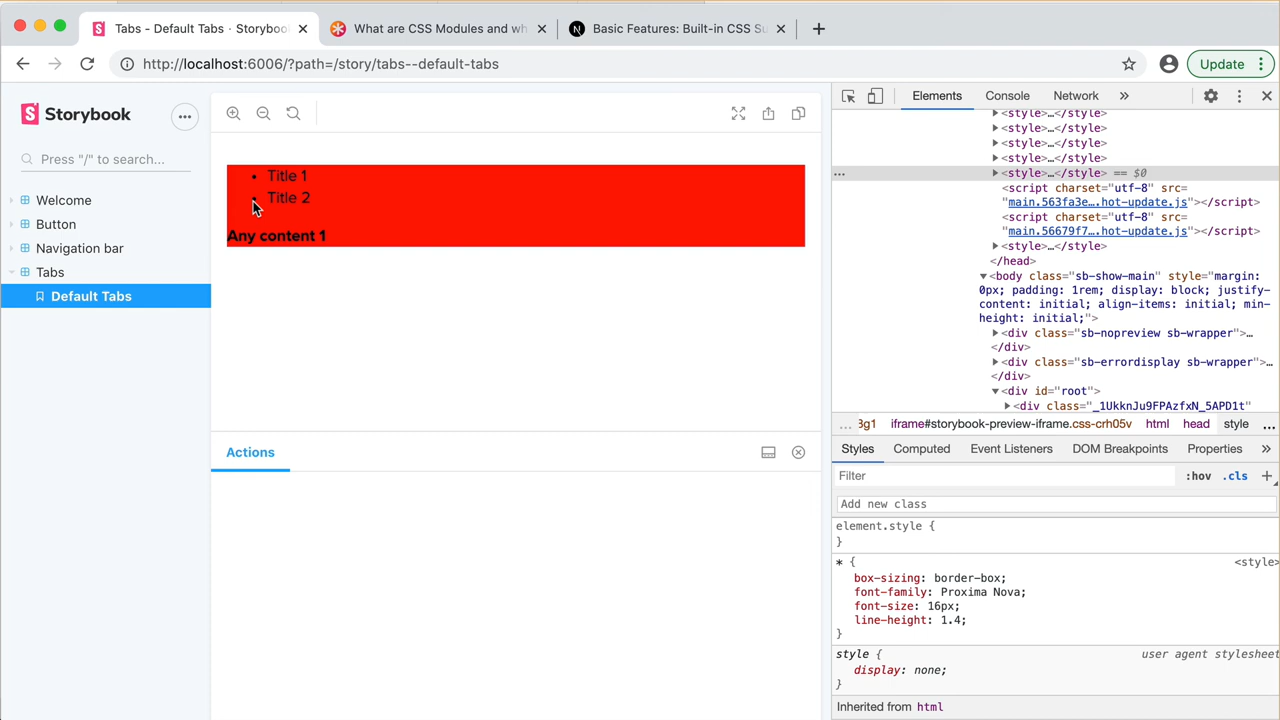 Tabs - Default Tabs · Storyboo
What are CSS Modules and wh
Basic Features: Built-in CSS Su
http://localhost:6006/?path=/story/tabs--default-tabs
Update
Storybook
Press "/" to search...
Welcome
Button
Navigation bar
Tabs
Default Tabs
• Title 1
• Title 2
Any content 1
Actions
Elements
Console
Network
<style>…</style>
<style>…</style>
<style>…</style>
<style>…</style>
<style>…</style> == $0
<script charset="utf-8" src=
"main.563fa3e….hot-update.js"></script>
<script charset="utf-8" src=
"main.56679f7….hot-update.js"></script>
<style>…</style>
</head>
<body class="sb-show-main" style="margin:
0px; padding: 1rem; display: block; justify-
content: initial; align-items: initial; min-
height: initial;">
<div class="sb-nopreview sb-wrapper">…
</div>
<div class="sb-errordisplay sb-wrapper">…
</div>
<div id="root">
<div class="_1UkknJu9FPAzfxN_5APD1t"
… 3g1 iframe#storybook-preview-iframe.css-crh05v html head style …
Styles
Computed
Event Listeners
DOM Breakpoints
Properties
Filter
:hov .cls
Add new class
element.style {
}
* {
<style>
box-sizing: border-box;
font-family: Proxima Nova;
font-size: 16px;
line-height: 1.4;
}
style {
user agent stylesheet
display: none;
}
Inherited from html